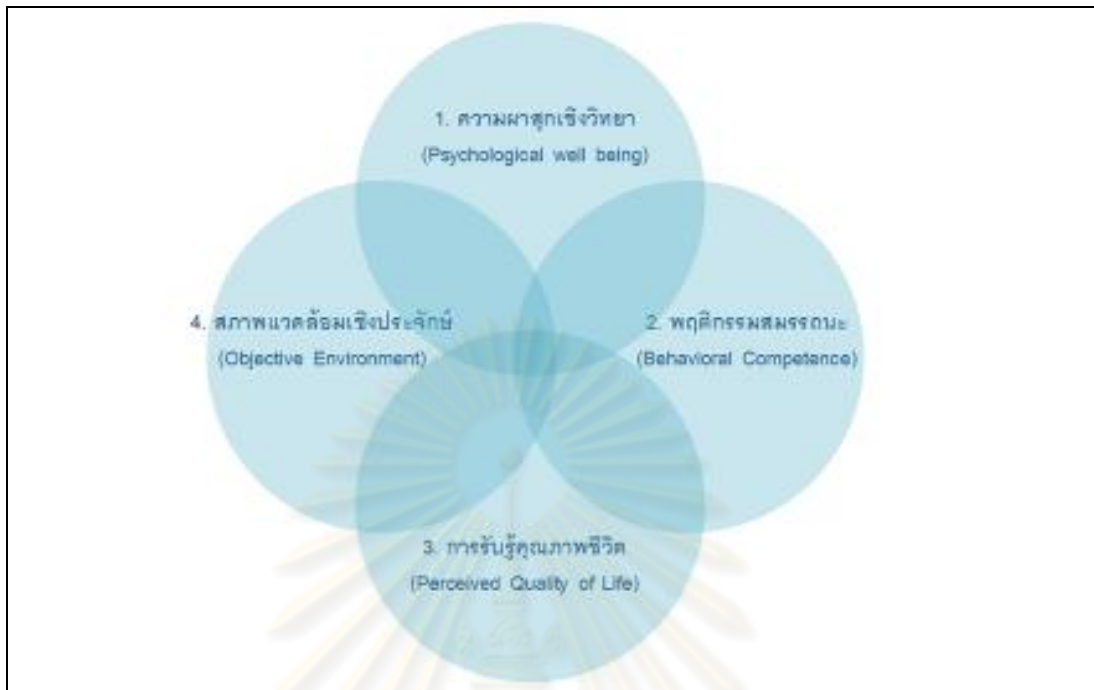 1. ความผาสุกเชิงวิทยา
(Psychological well being)
4. สภาพแวดล้อมเชิงประจักษ์
(Objective Environment)
2. พฤติกรรมสมรรถนะ
(Behavioral Competence)
3. การรับรู้คุณภาพชีวิต
(Perceived Quality of Life)